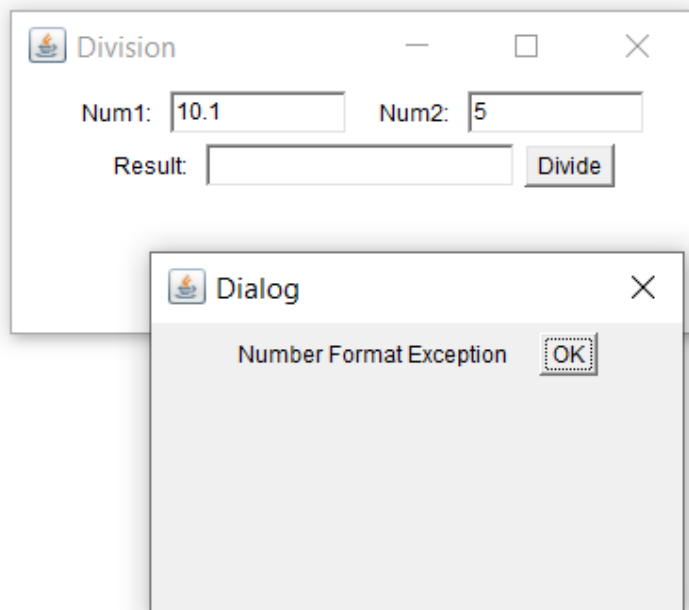 Division
Num1: 10.1 Num2: 5
Result: Divide
Dialog
Number Format Exception OK